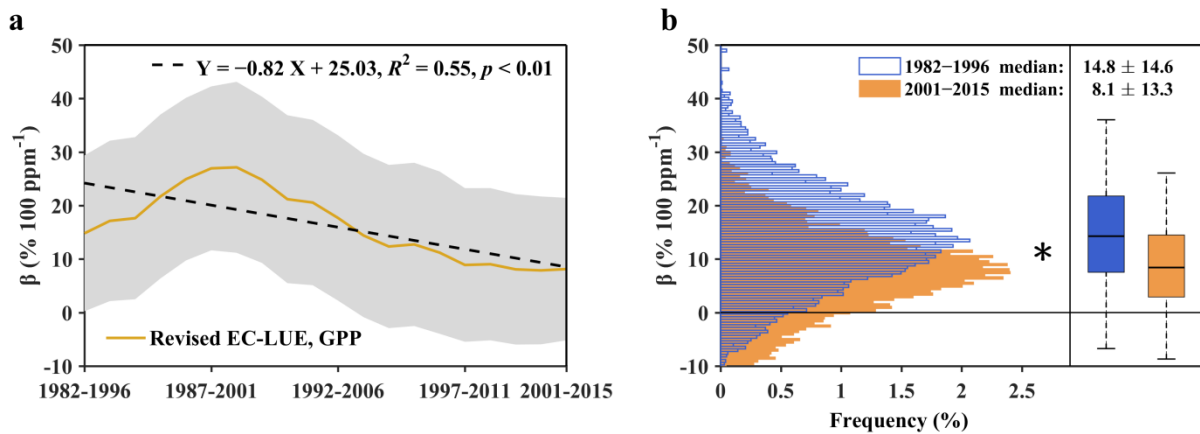 a
50
40
30
20
10
0
-10
β (% 100 ppm⁻¹)
Y = −0.82 X + 25.03, R² = 0.55, p < 0.01
Revised EC-LUE, GPP
1982−1996
1987−2001
1992−2006
1997−2011
2001−2015
b
50
40
30
20
10
0
-10
β (% 100 ppm⁻¹)
1982−1996 median: 14.8 ± 14.6
2001−2015 median: 8.1 ± 13.3
*
0 0.5 1 1.5 2 2.5
Frequency (%)